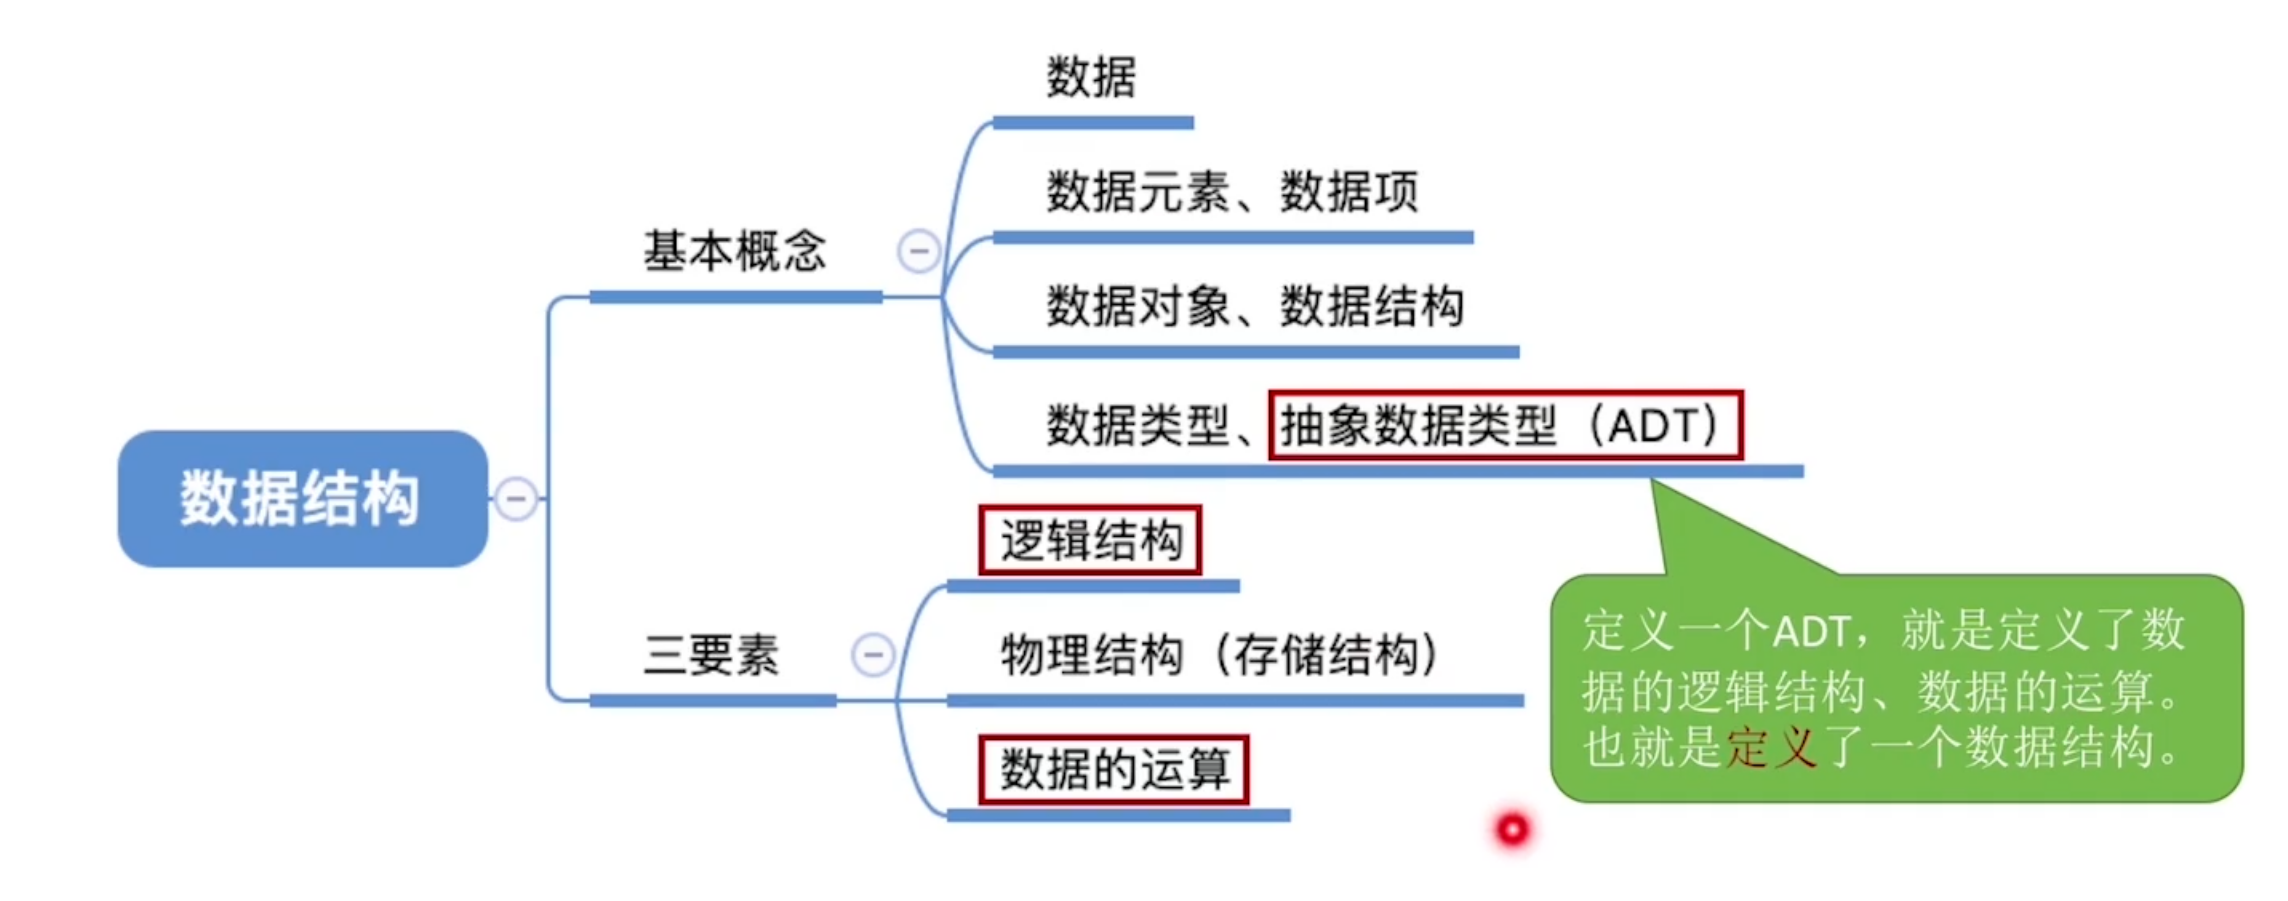 数据
数据元素、数据项
基本概念
数据对象、数据结构
数据类型、抽象数据类型（ADT）
数据结构
逻辑结构
三要素
物理结构（存储结构）
数据的运算
定义一个ADT，就是定义了数
据的逻辑结构、数据的运算。
也就是定义了一个数据结构。